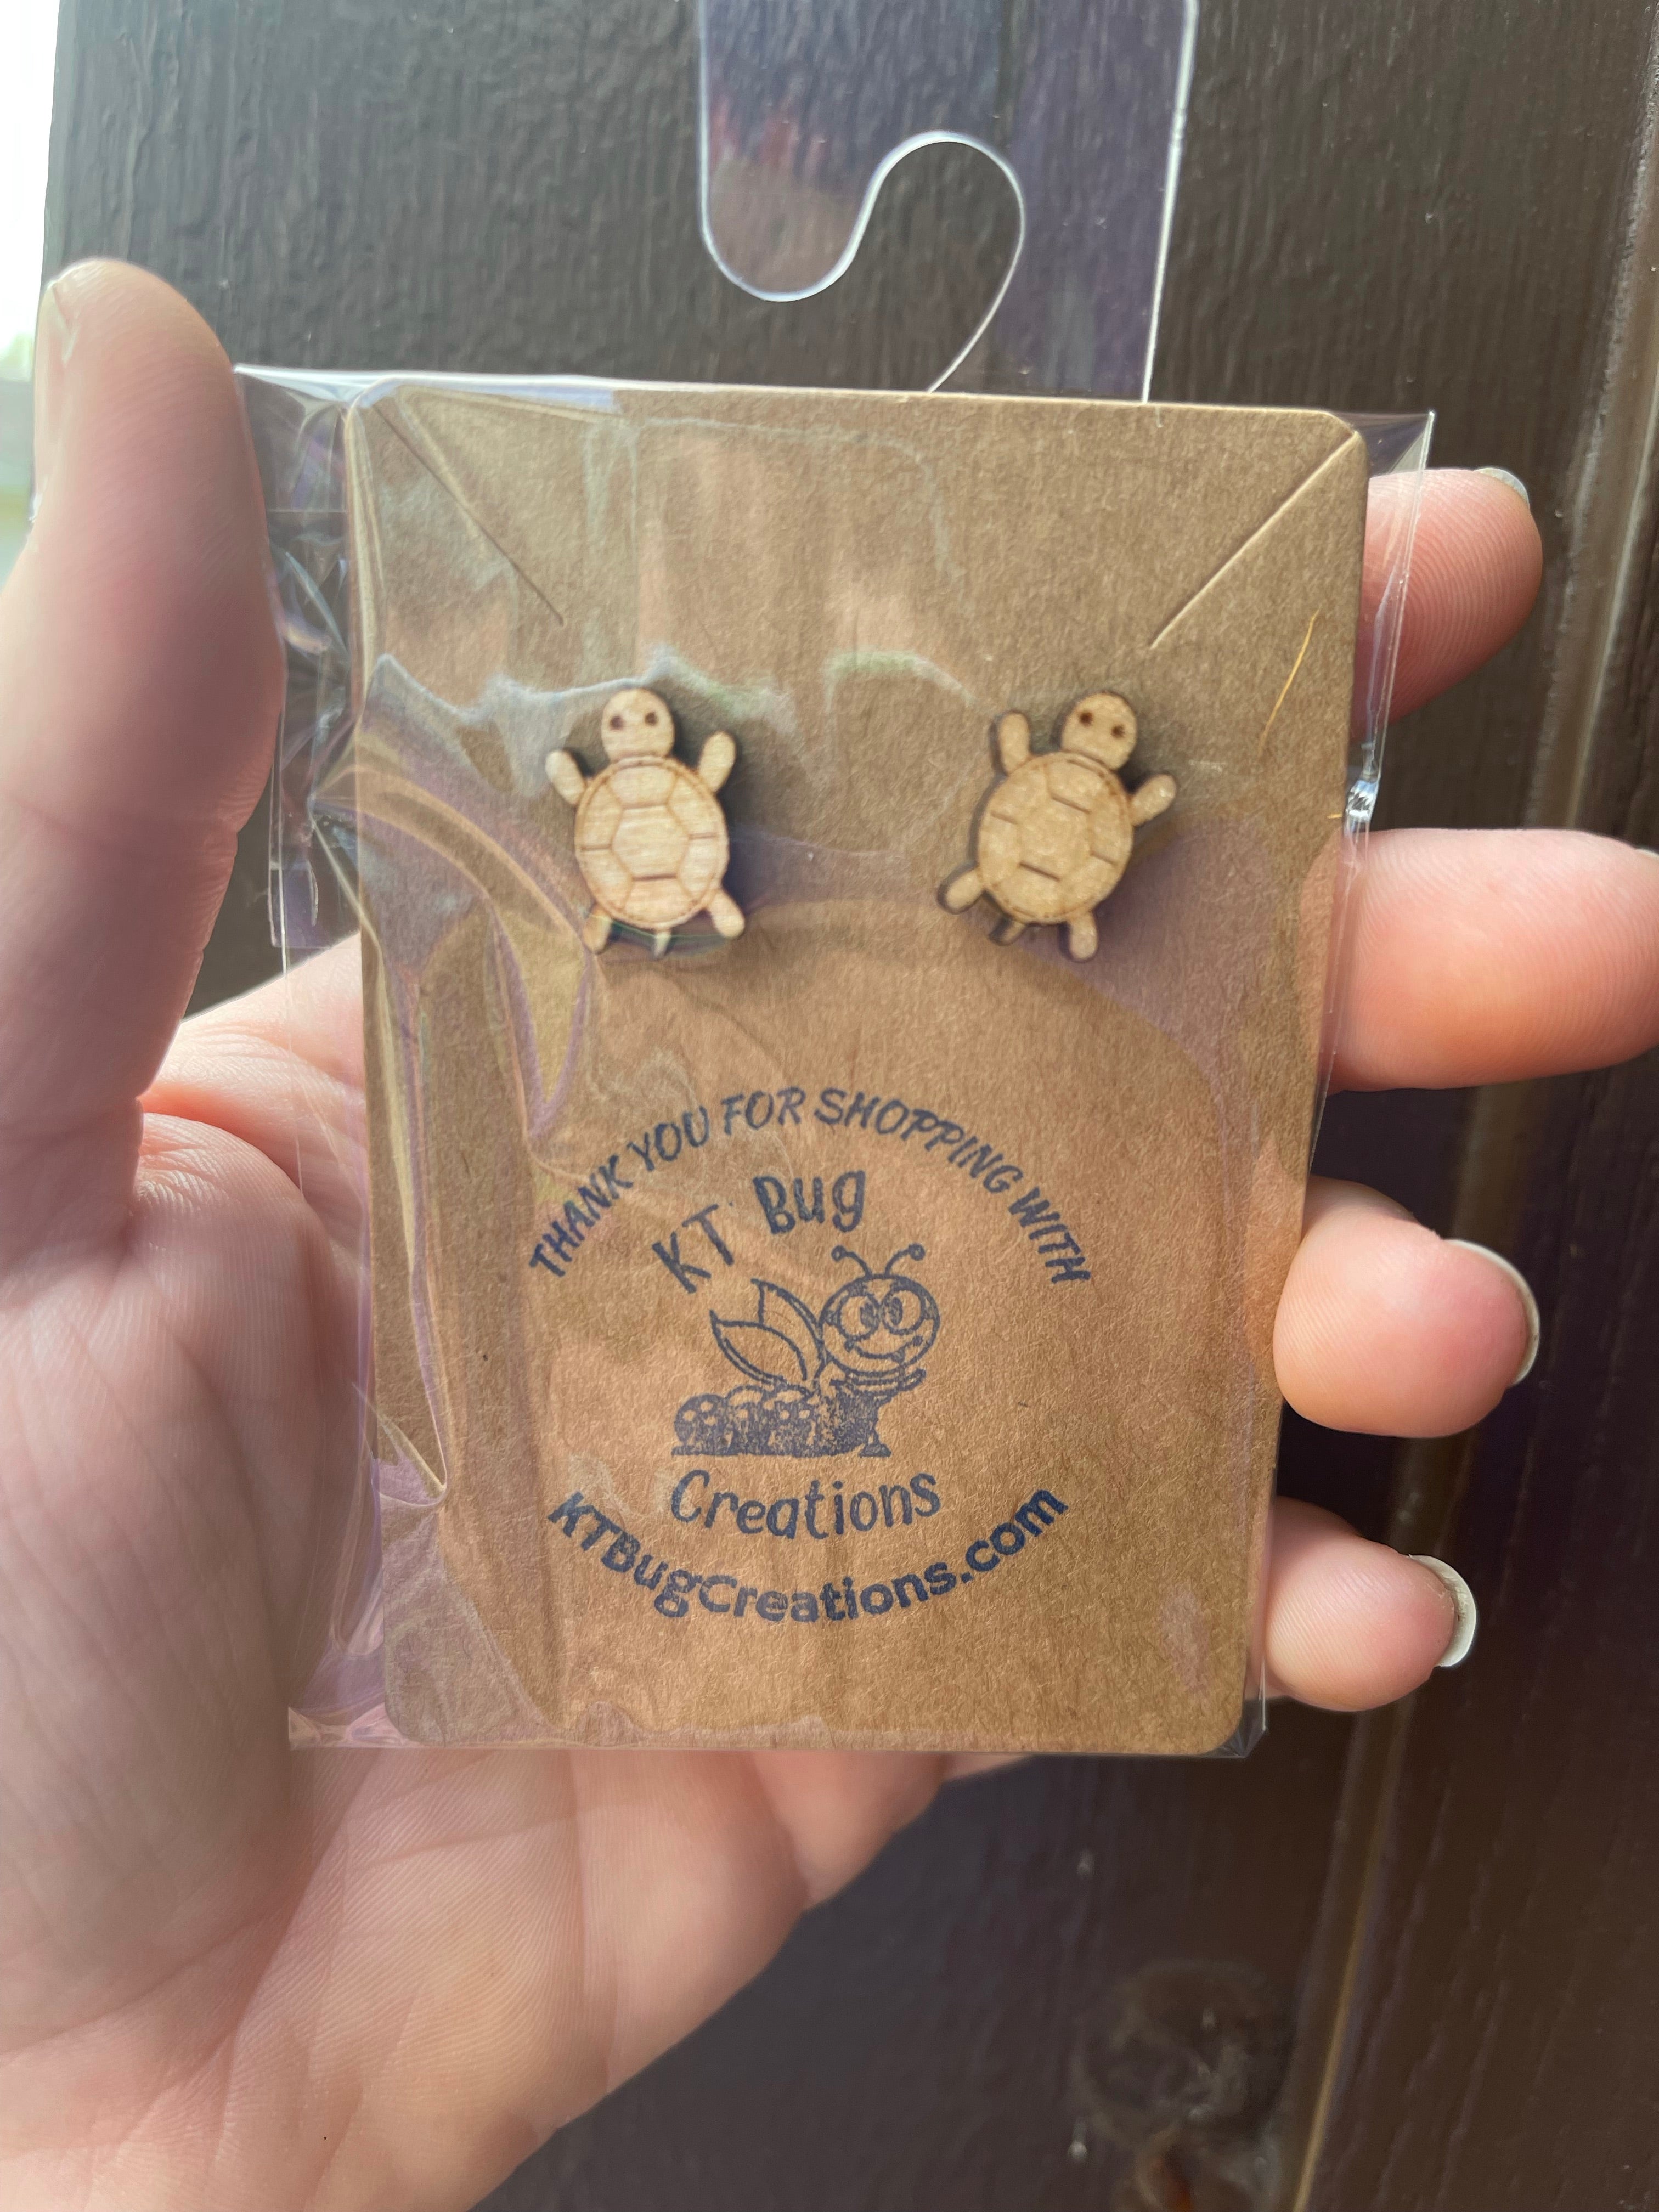 THANK YOU FOR SHOPPING WITH
KT Bug
Creations
KTBugCreations.com